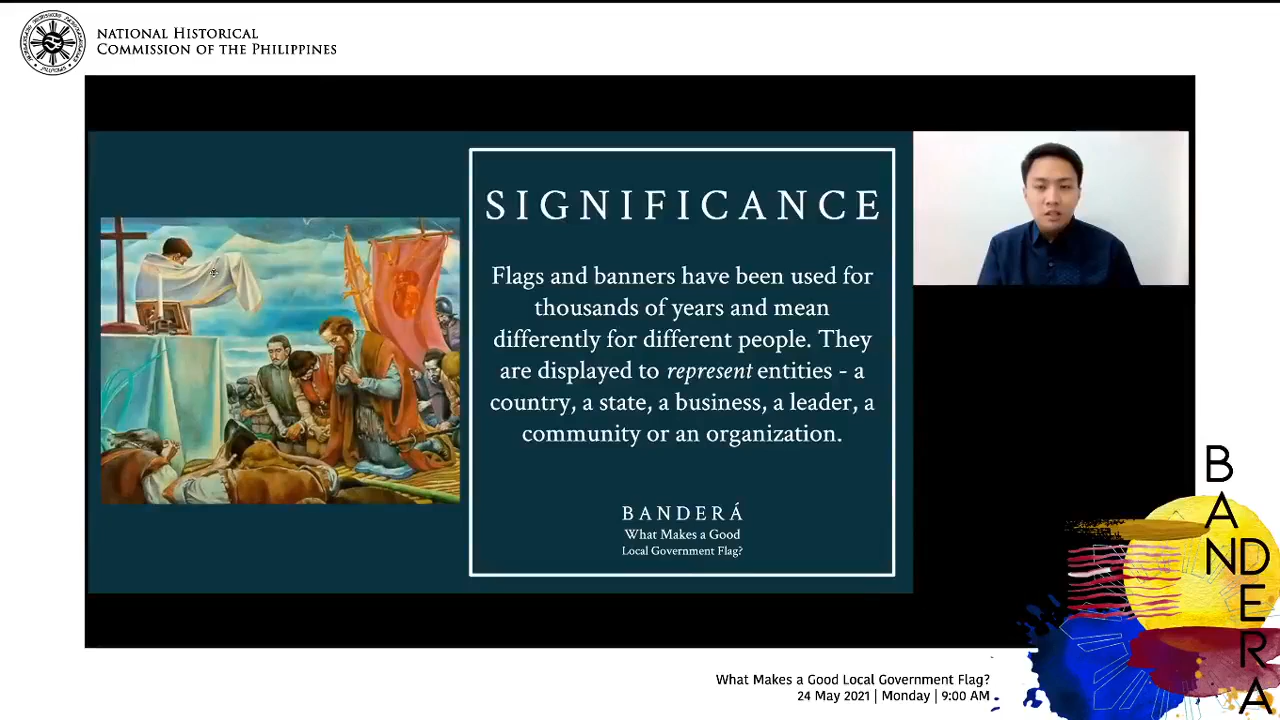 NATIONAL HISTORICAL
COMMISSION OF THE PHILIPPINES
SIGNIFICANCE
Flags and banners have been used for
thousands of years and mean
differently for different people. They
are displayed to represent entities - a
country, a state, a business, a leader, a
community or an organization.
BANDERÁ
What Makes a Good
Local Government Flag?
BANDERA
What Makes a Good Local Government Flag?
24 May 2021 | Monday | 9:00 AM